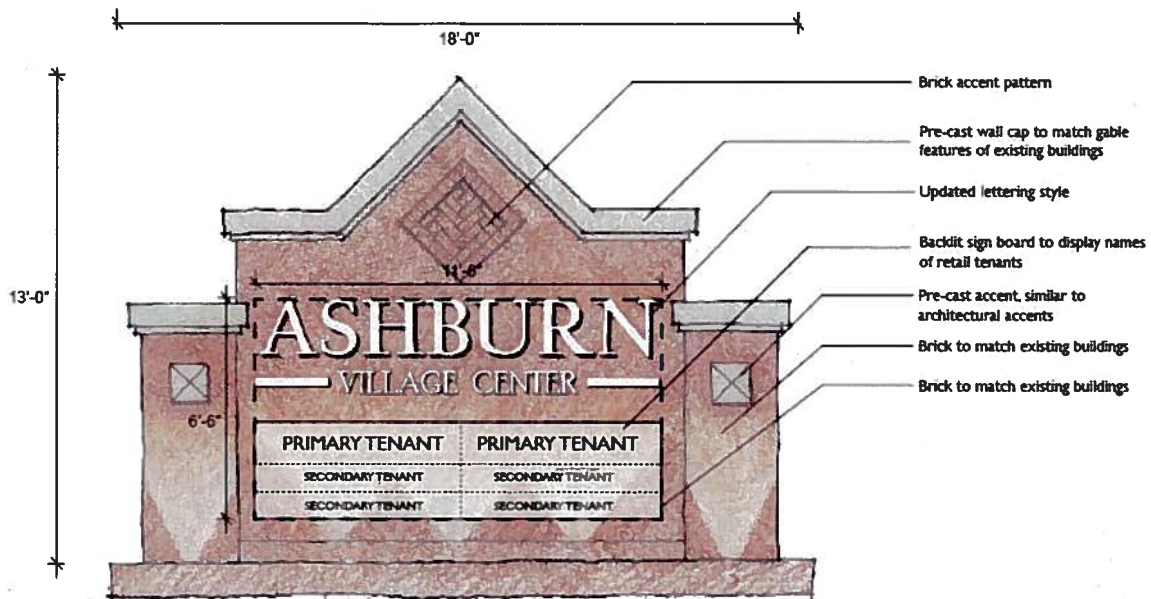 18'-0"
Brick accent pattern
Pre-cast wall cap to match gable
features of existing buildings
Updated lettering style
Backlit sign board to display names
of retail tenants
Pre-cast accent, similar to
architectural accents
Brick to match existing buildings
Brick to match existing buildings
13'-0"
11'-6"
ASHBURN
VILLAGE CENTER
6'-6"
PRIMARY TENANT PRIMARY TENANT
SECONDARY TENANT SECONDARY TENANT
SECONDARY TENANT SECONDARY TENANT